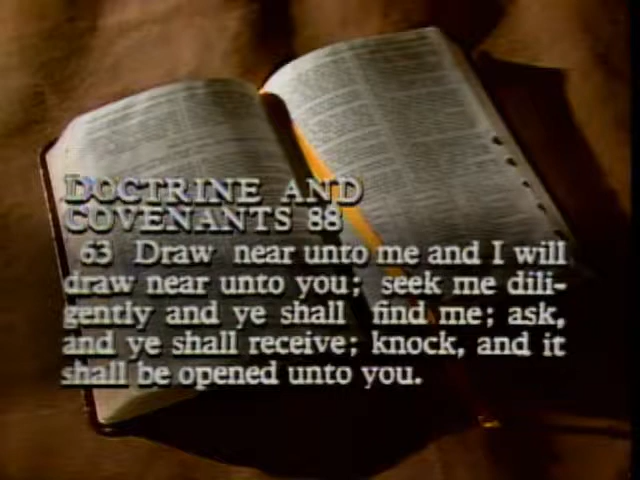 DOCTRINE AND
COVENANTS 88
63 Draw near unto me and I will
draw near unto you; seek me dili-
gently and ye shall find me; ask,
and ye shall receive; knock, and it
shall be opened unto you.